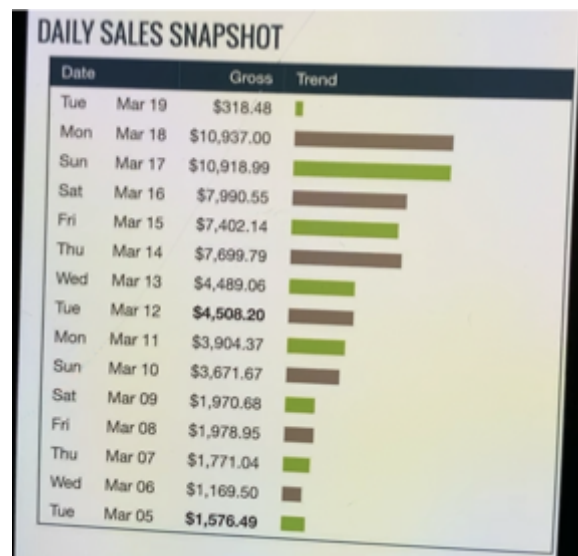 DAILY SALES SNAPSHOT
Date Gross Trend
Tue Mar 19 $318.48
Mon Mar 18 $10,937.00
Sun Mar 17 $10,918.99
Sat Mar 16 $7,990.55
Fri Mar 15 $7,402.14
Thu Mar 14 $7,699.79
Wed Mar 13 $4,489.06
Tue Mar 12 $4,508.20
Mon Mar 11 $3,904.37
Sun Mar 10 $3,671.67
Sat Mar 09 $1,970.68
Fri Mar 08 $1,978.95
Thu Mar 07 $1,771.04
Wed Mar 06 $1,169.50
Tue Mar 05 $1,576.49